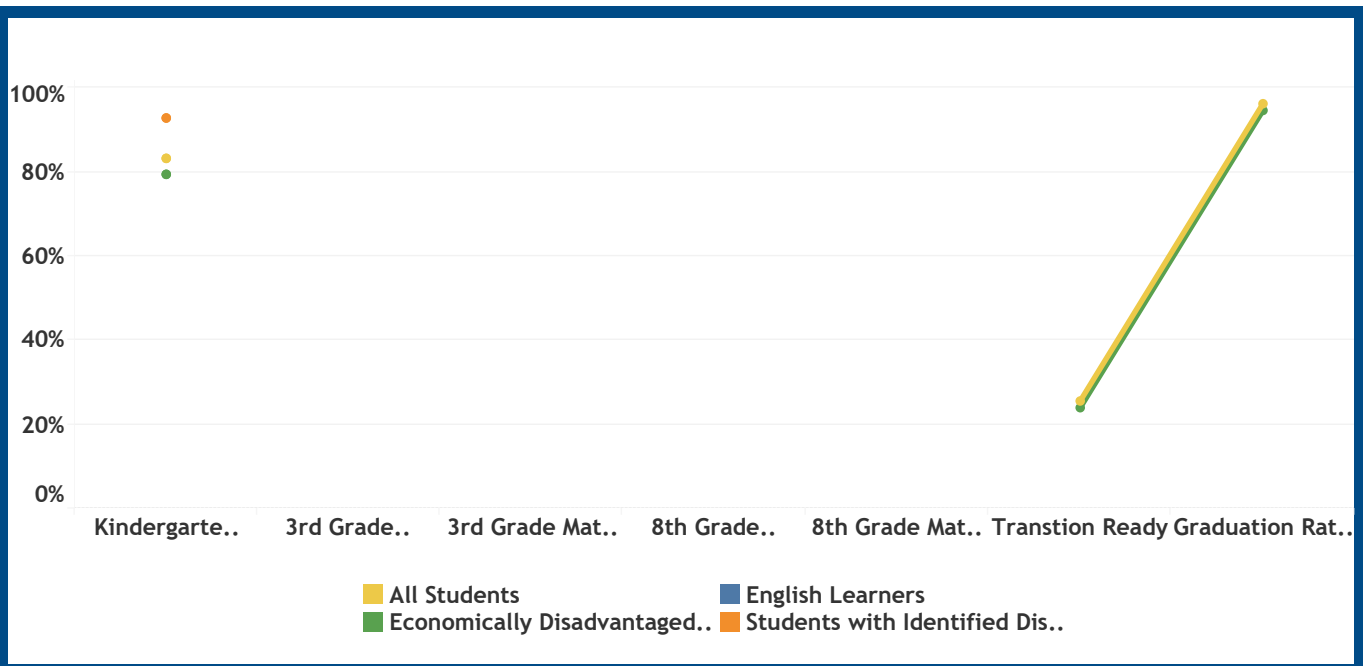 100%
80%
60%
40%
20%
0%
Kindergarte.. 3rd Grade.. 3rd Grade Mat.. 8th Grade.. 8th Grade Mat.. Transtion Ready Graduation Rat..
All Students English Learners
Economically Disadvantaged.. Students with Identified Dis..